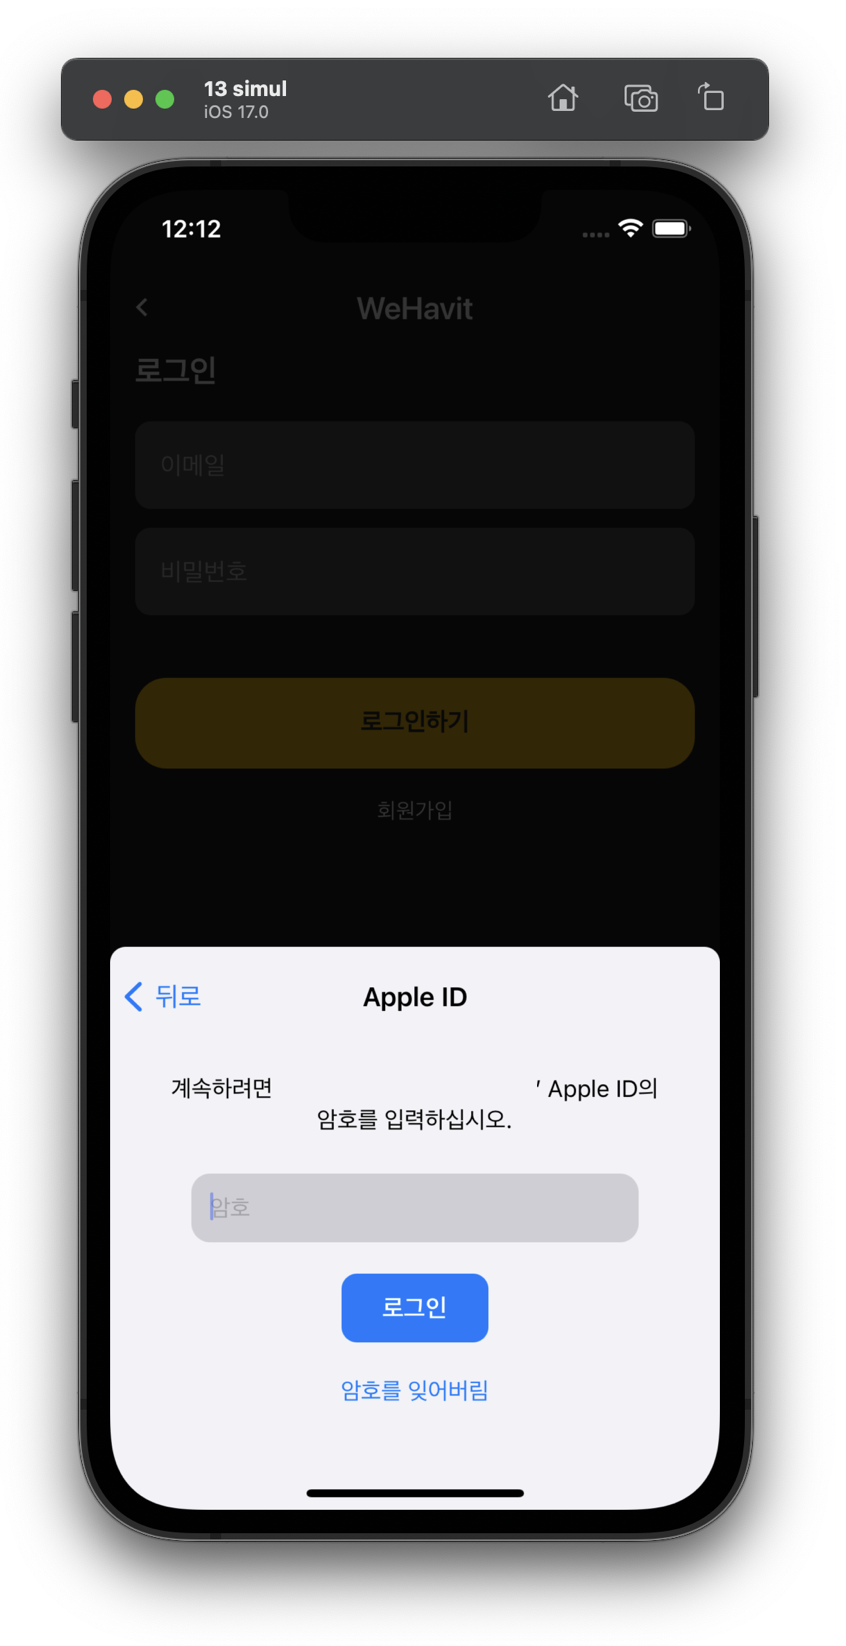 13 simul
iOS 17.0
12:12
WeHavit
로그인
이메일
비밀번호
로그인하기
회원가입
뒤로
Apple ID
계속하려면 ’ Apple ID의
암호를 입력하십시오.
암호
로그인
암호를 잊어버림